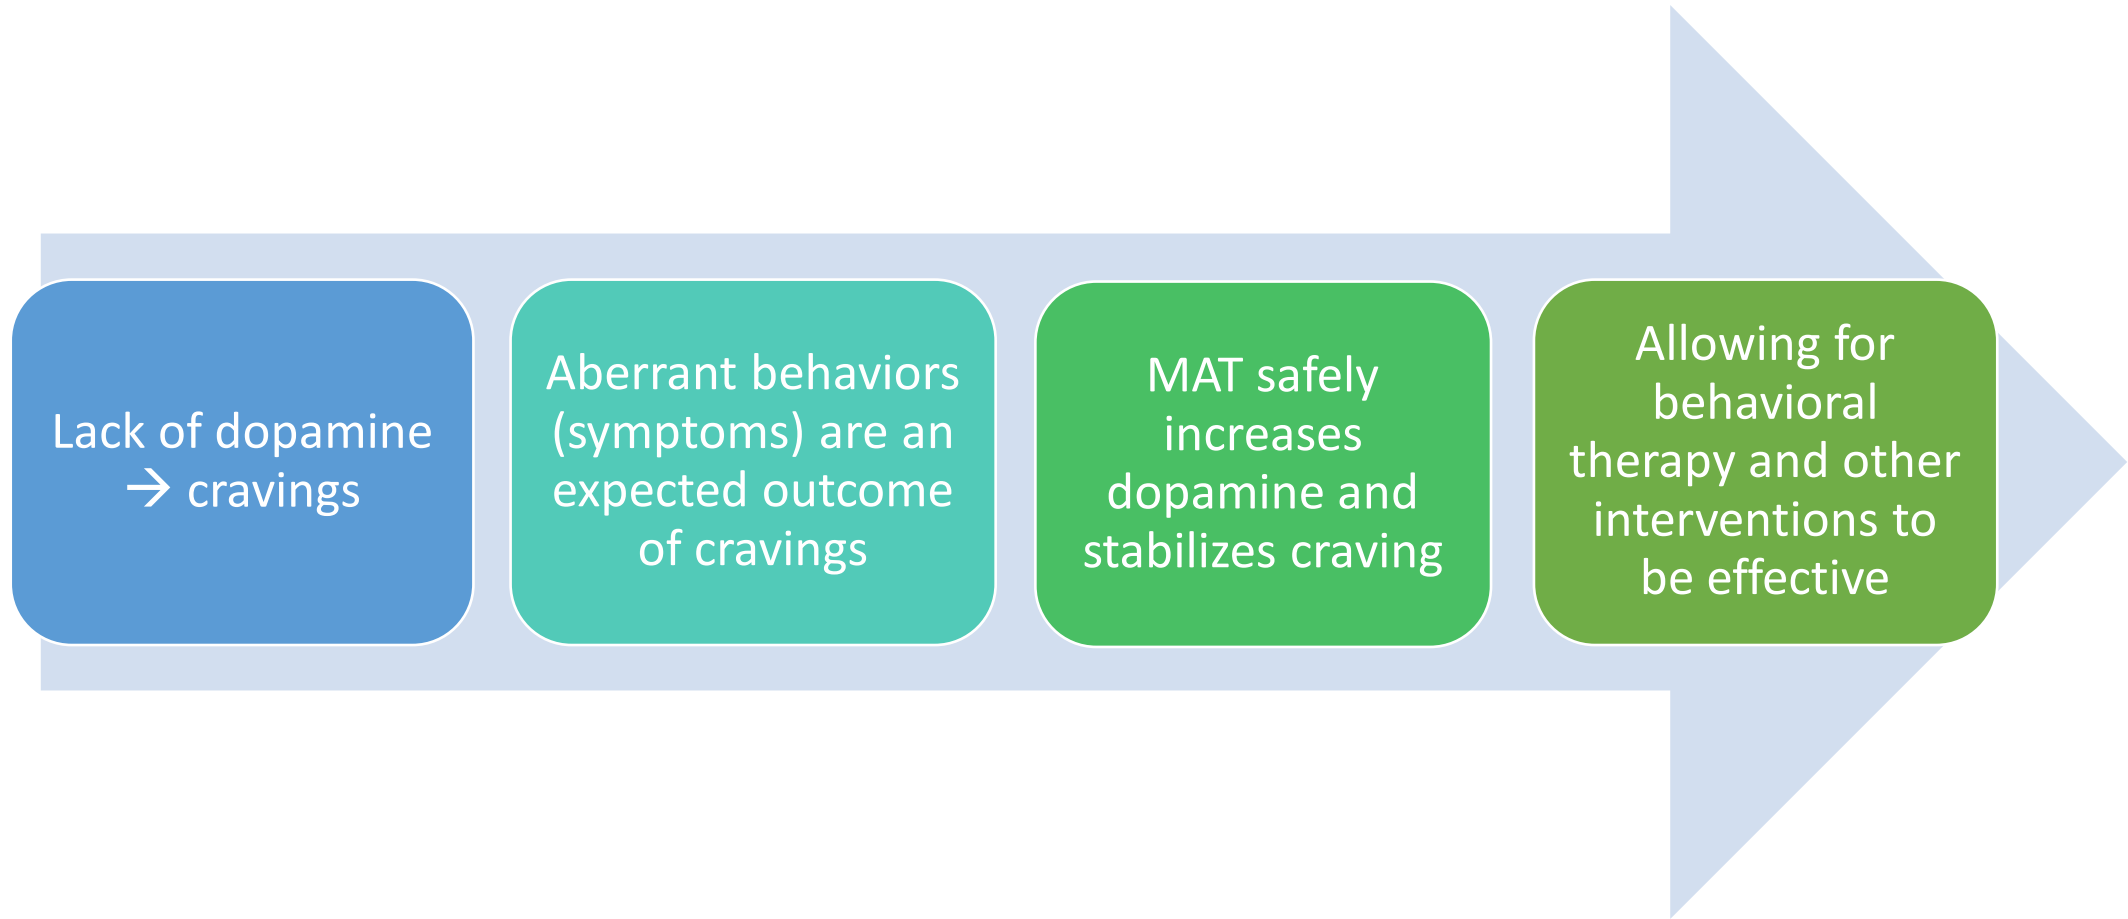 Lack of dopamine
→ cravings
Aberrant behaviors
(symptoms) are an
expected outcome
of cravings
MAT safely
increases
dopamine and
stabilizes craving
Allowing for
behavioral
therapy and other
interventions to
be effective